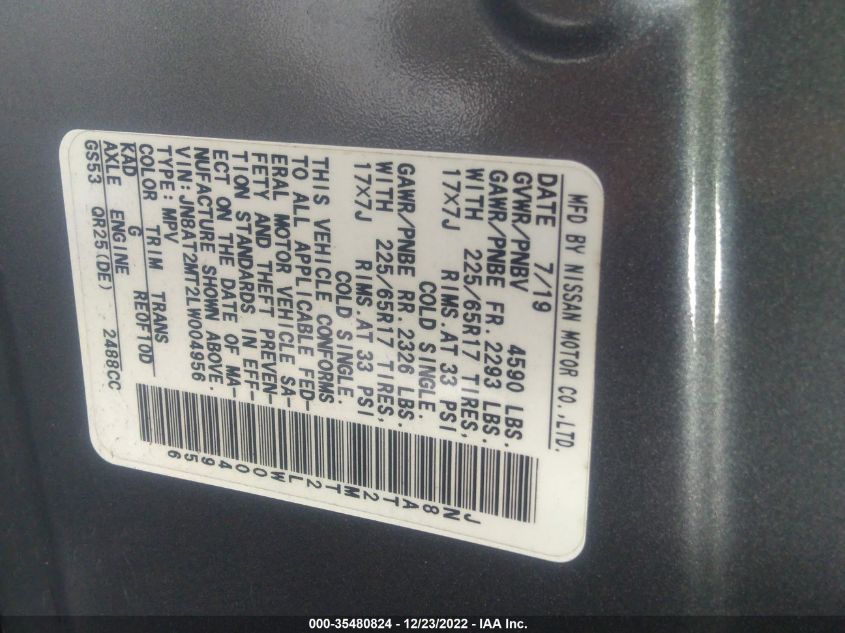 MFD BY NISSAN MOTOR CO.,LTD.
DATE 7/19
GVWR/PNBV 4590 LBS.
GAWR/PNBE FR. 2293 LBS.
WITH 225/65R17 TIRES,
17X7J RIMS.AT 33 PSI
COLD SINGLE.
GAWR/PNBE RR. 2326 LBS.
WITH 225/65R17 TIRES,
17X7J RIMS.AT 33 PSI
COLD SINGLE.
THIS VEHICLE CONFORMS
TO ALL APPLICABLE FED-
ERAL MOTOR VEHICLE SA-
FETY AND THEFT PREVEN-
TION STANDARDS IN EFF-
ECT ON THE DATE OF MA-
NUFACTURE SHOWN ABOVE.
VIN: JN8AT2MT2LW004956
TYPE: MPV
COLOR TRIM TRANS
KAD G RE0F10D
AXLE ENGINE
GS53 QR25(DE) 2488CC
JN8AT2MT2LW004956
000-35480824 - 12/23/2022 - IAA Inc.